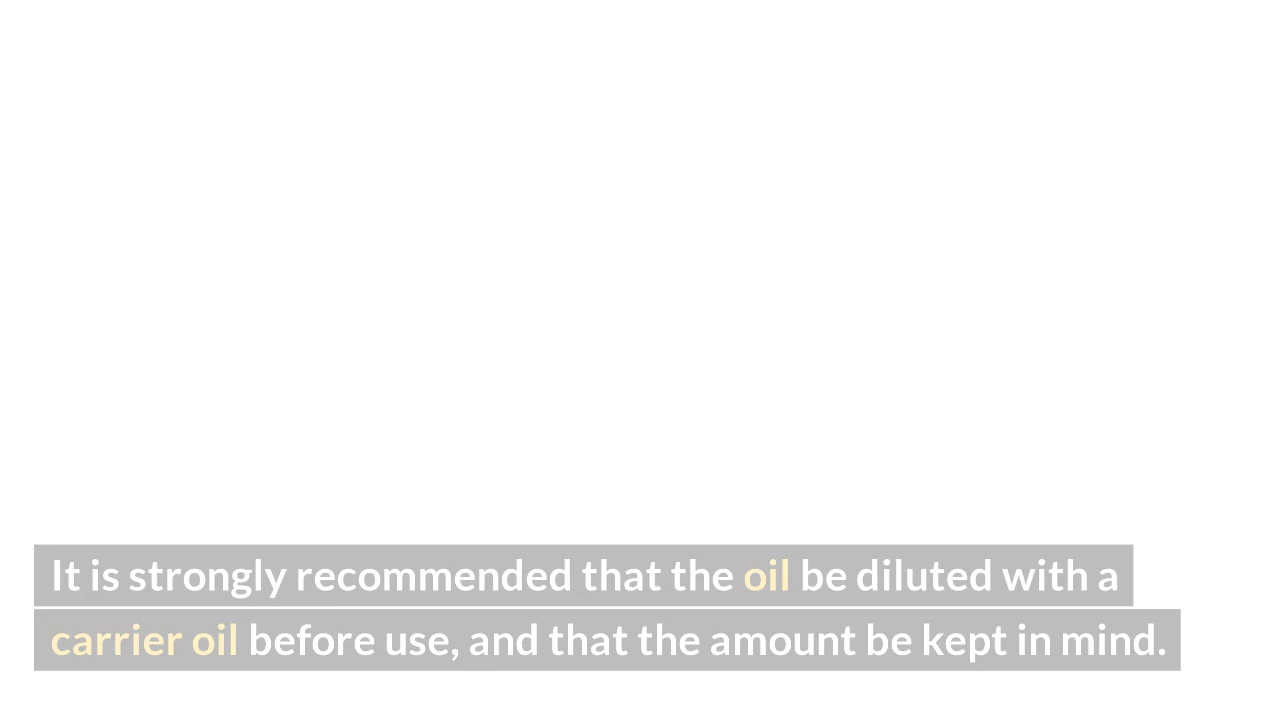 It is strongly recommended that the oil be diluted with a
carrier oil before use, and that the amount be kept in mind.